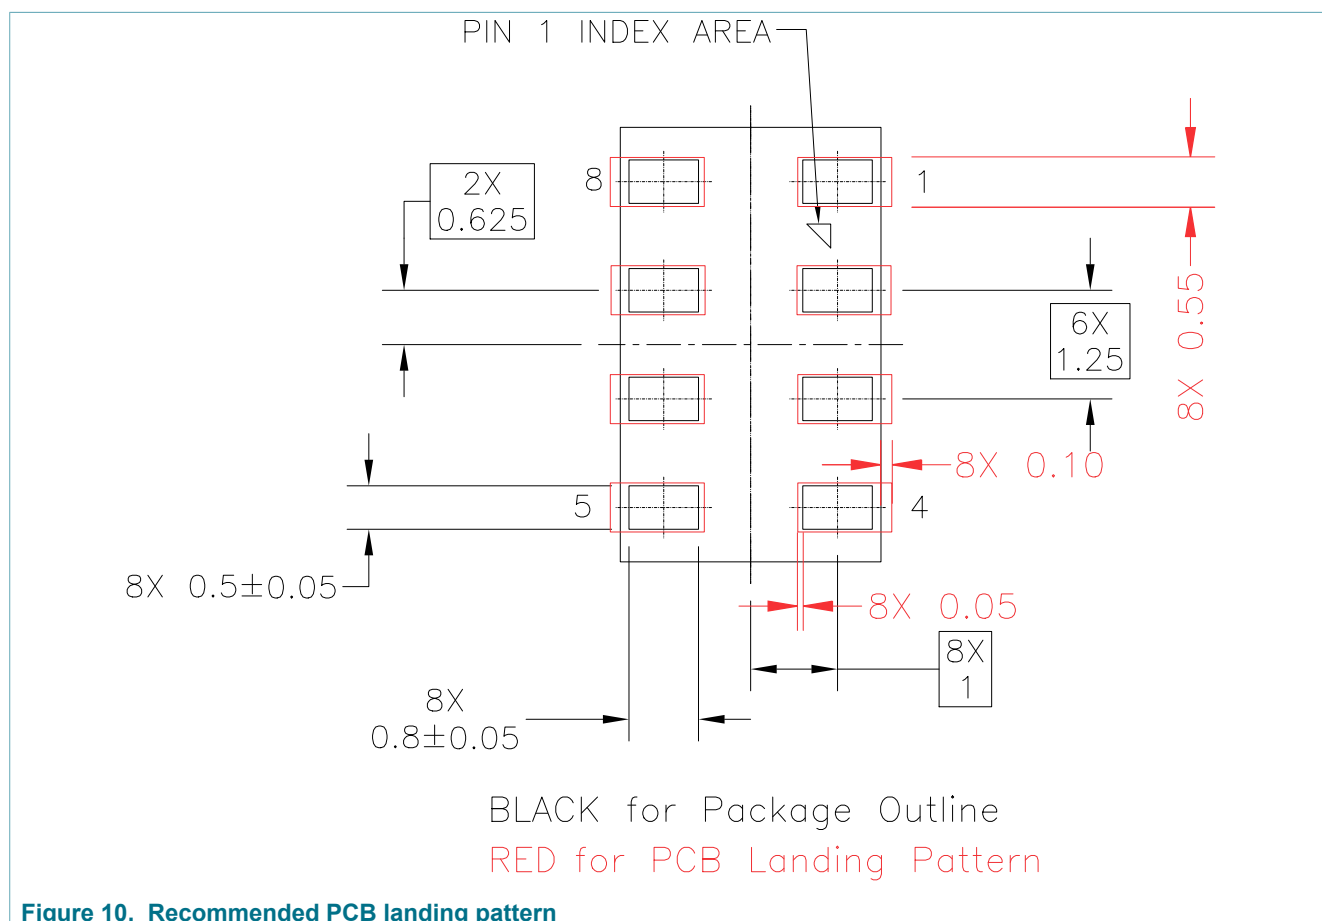 PIN 1 INDEX AREA
8
1
2X
0.625
8X 0.55
6X
1.25
8X 0.10
5
4
8X 0.5±0.05
8X 0.05
8X
1
8X
0.8±0.05
BLACK for Package Outline
RED for PCB Landing Pattern
Figure 10. Recommended PCB landing pattern